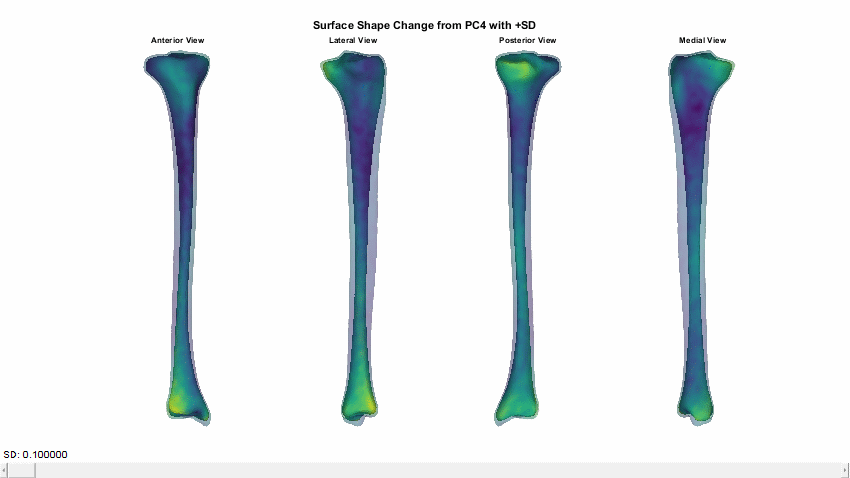 Surface Shape Change from PC4 with +SD
Anterior View
Lateral View
Posterior View
Medial View
SD: 0.100000